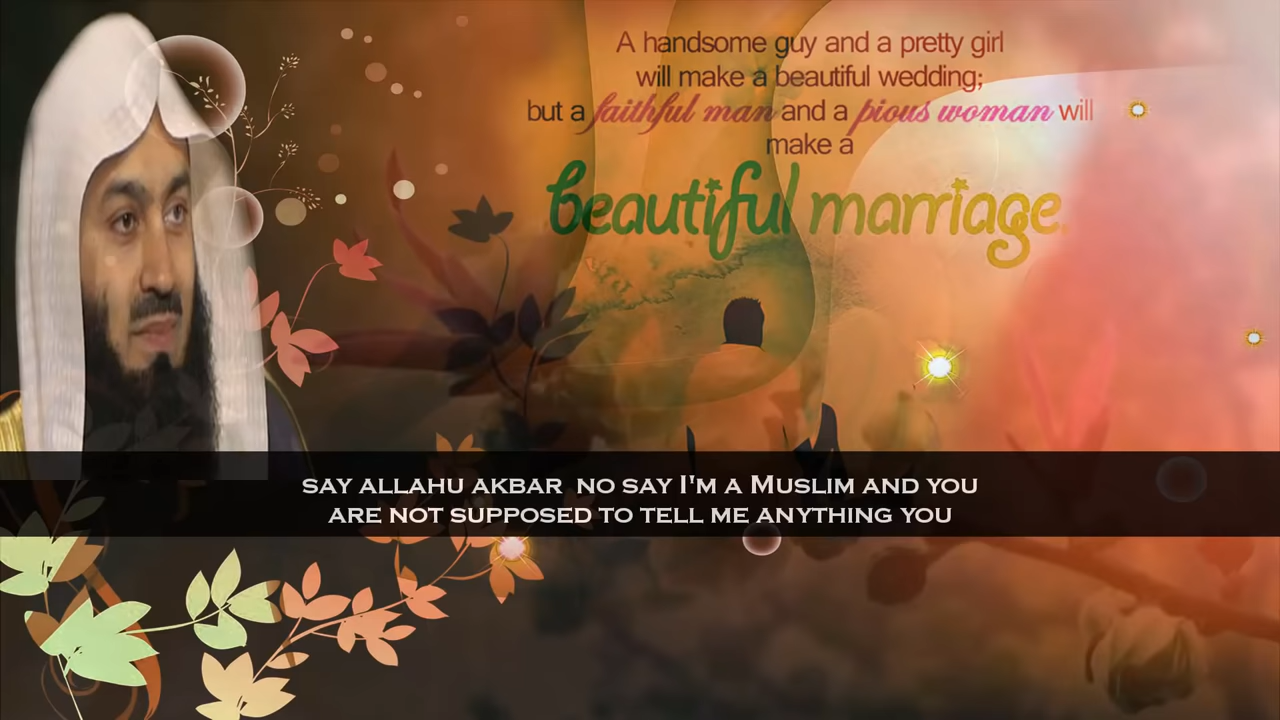 A handsome guy and a pretty girl
will make a beautiful wedding;
but a faithful man and a pious woman will
make a
beautiful marriage.
SAY ALLAHU AKBAR  NO SAY I'M A MUSLIM AND YOU
ARE NOT SUPPOSED TO TELL ME ANYTHING YOU